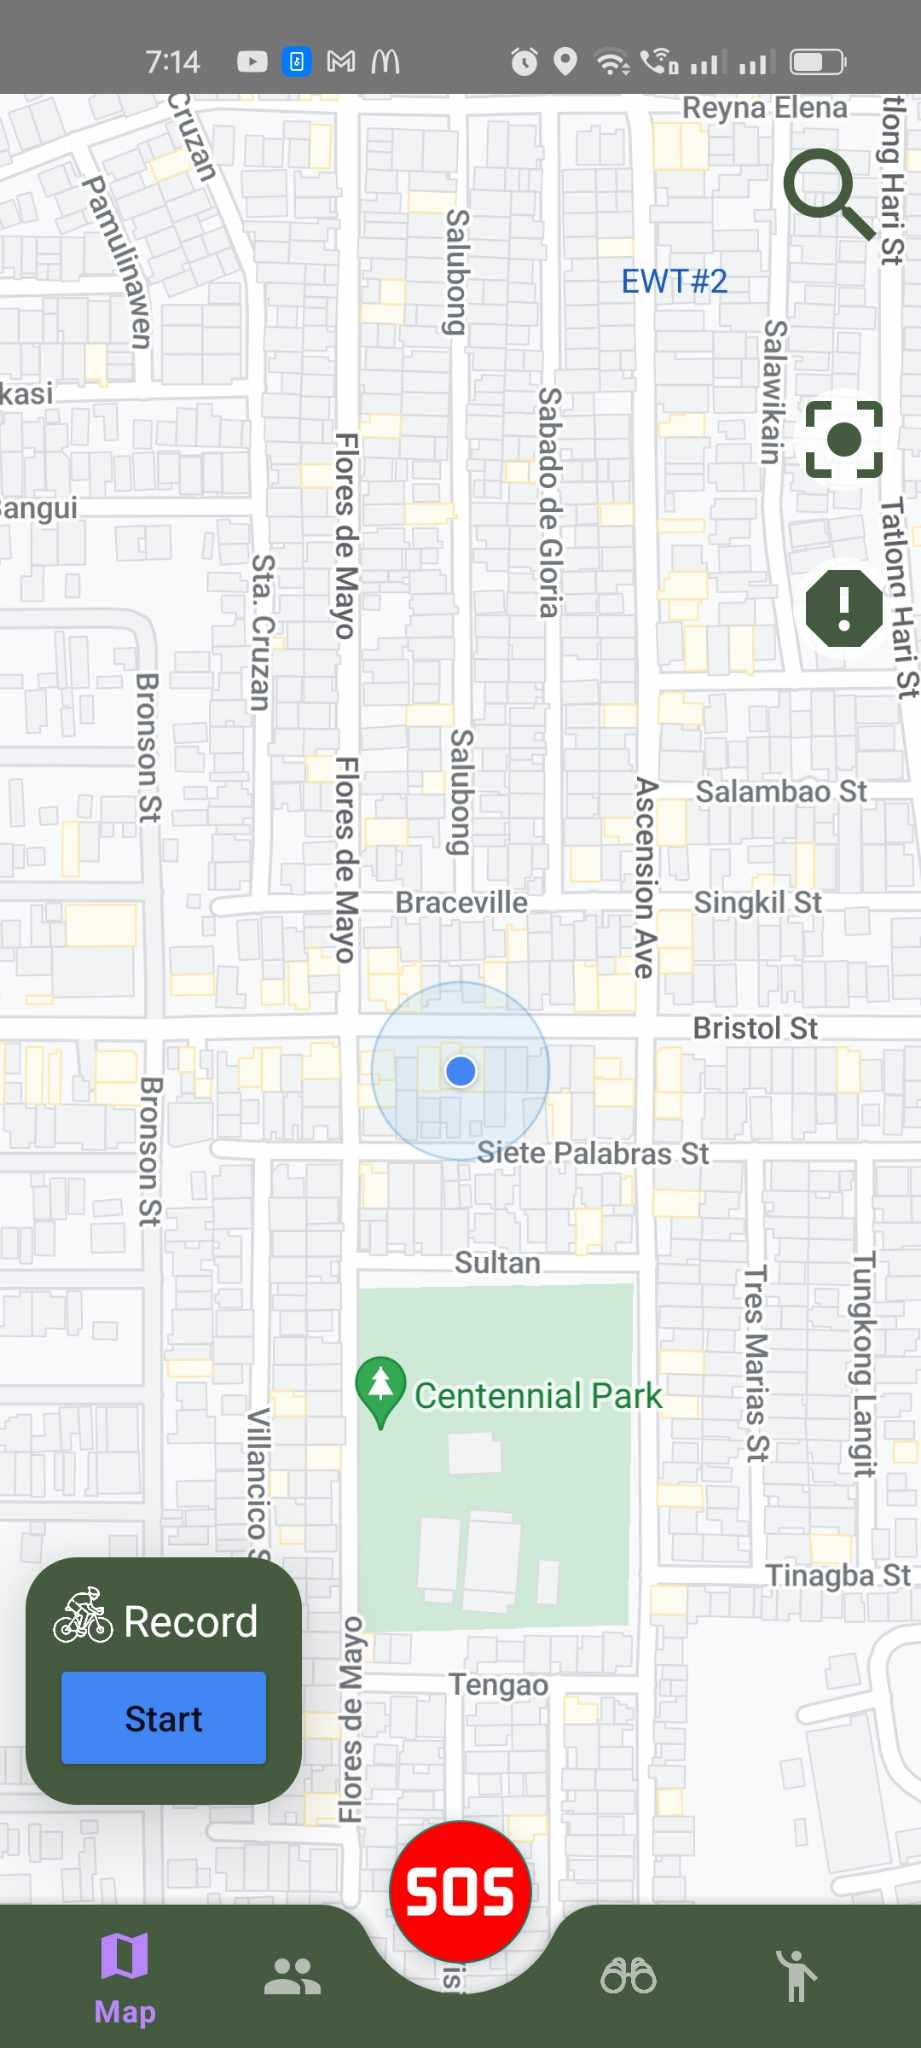 7:14
Reyna Elena
Cruzan
tlong Hari St
Pamulinawen
Salubong
EWT#2
Salawikain
kasi
Sabado de Gloria
Flores de Mayo
angui
Tatlong Hari St
Sta. Cruzan
Bronson St
Salubong
Flores de Mayo
Ascension Ave
Salambao St
Braceville
Singkil St
Bristol St
Bronson St
Siete Palabras St
Sultan
Tres Marias St
Tungkong Langit
Centennial Park
Villancico S
Tinagba St
Record
Flores de Mayo
Tengao
Start
SOS
is
Map